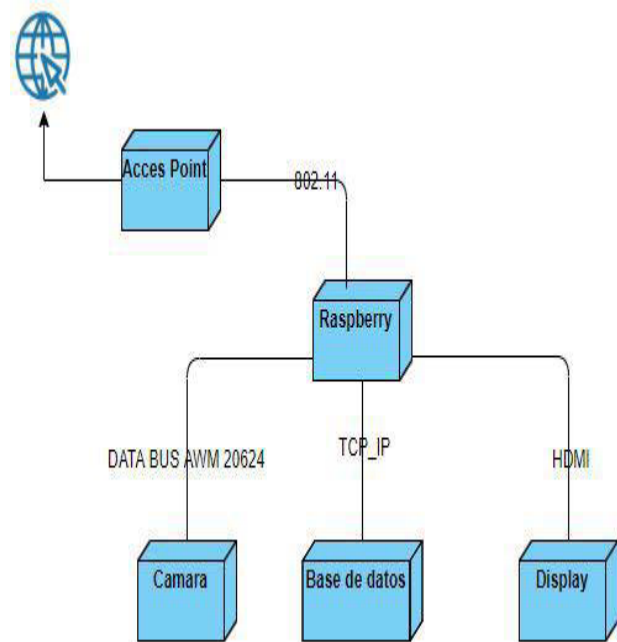 Acces Point
802.11
Raspberry
DATA BUS AWM 20624
TCP_IP
HDMI
Camara
Base de datos
Display